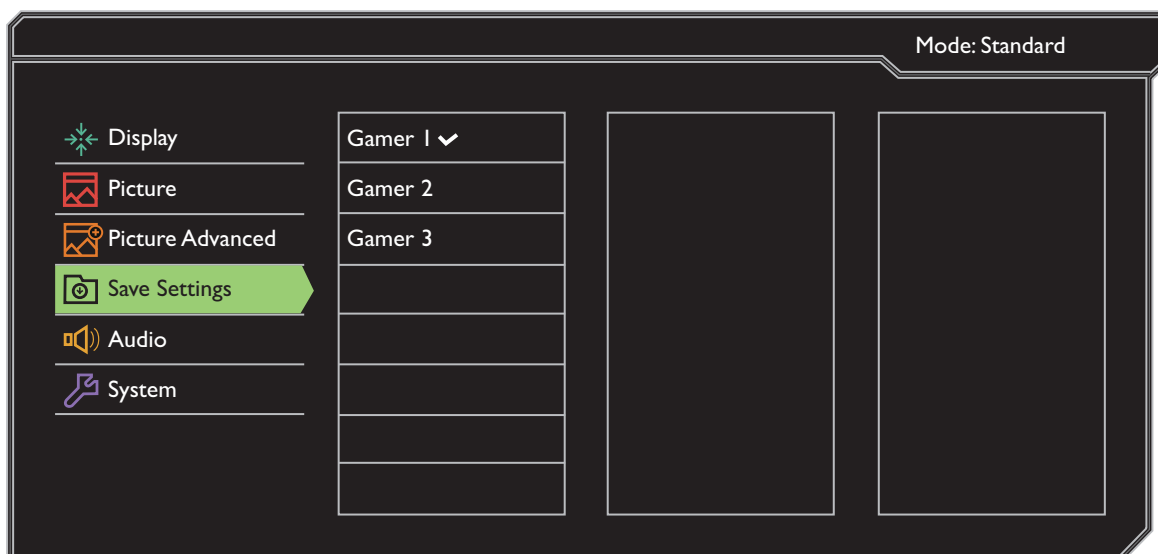 Mode: Standard
Display
Picture
Picture Advanced
Save Settings
Audio
System
Gamer 1
Gamer 2
Gamer 3